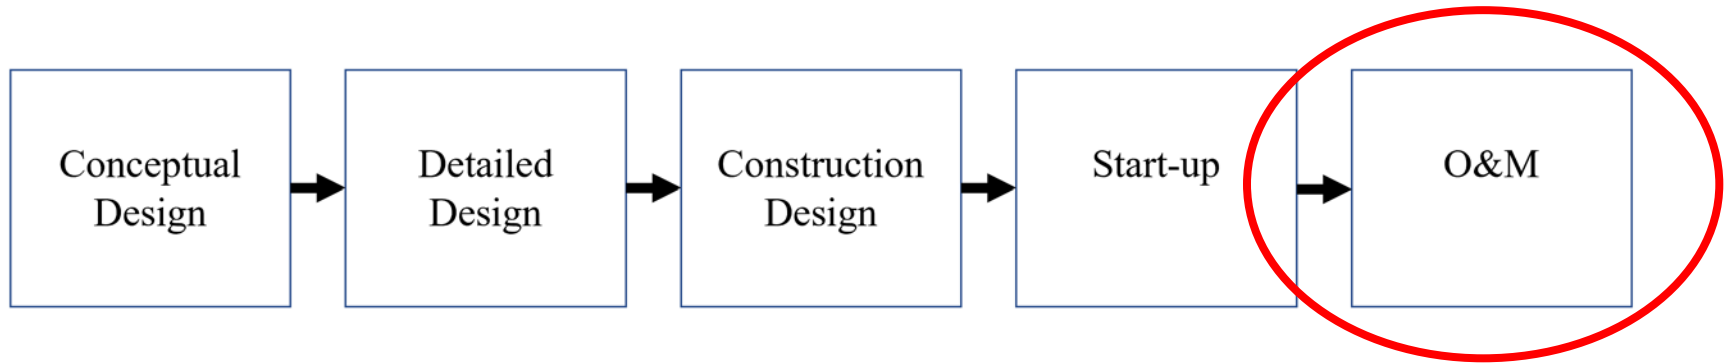 Conceptual
Design
Detailed
Design
Construction
Design
Start-up
O&M